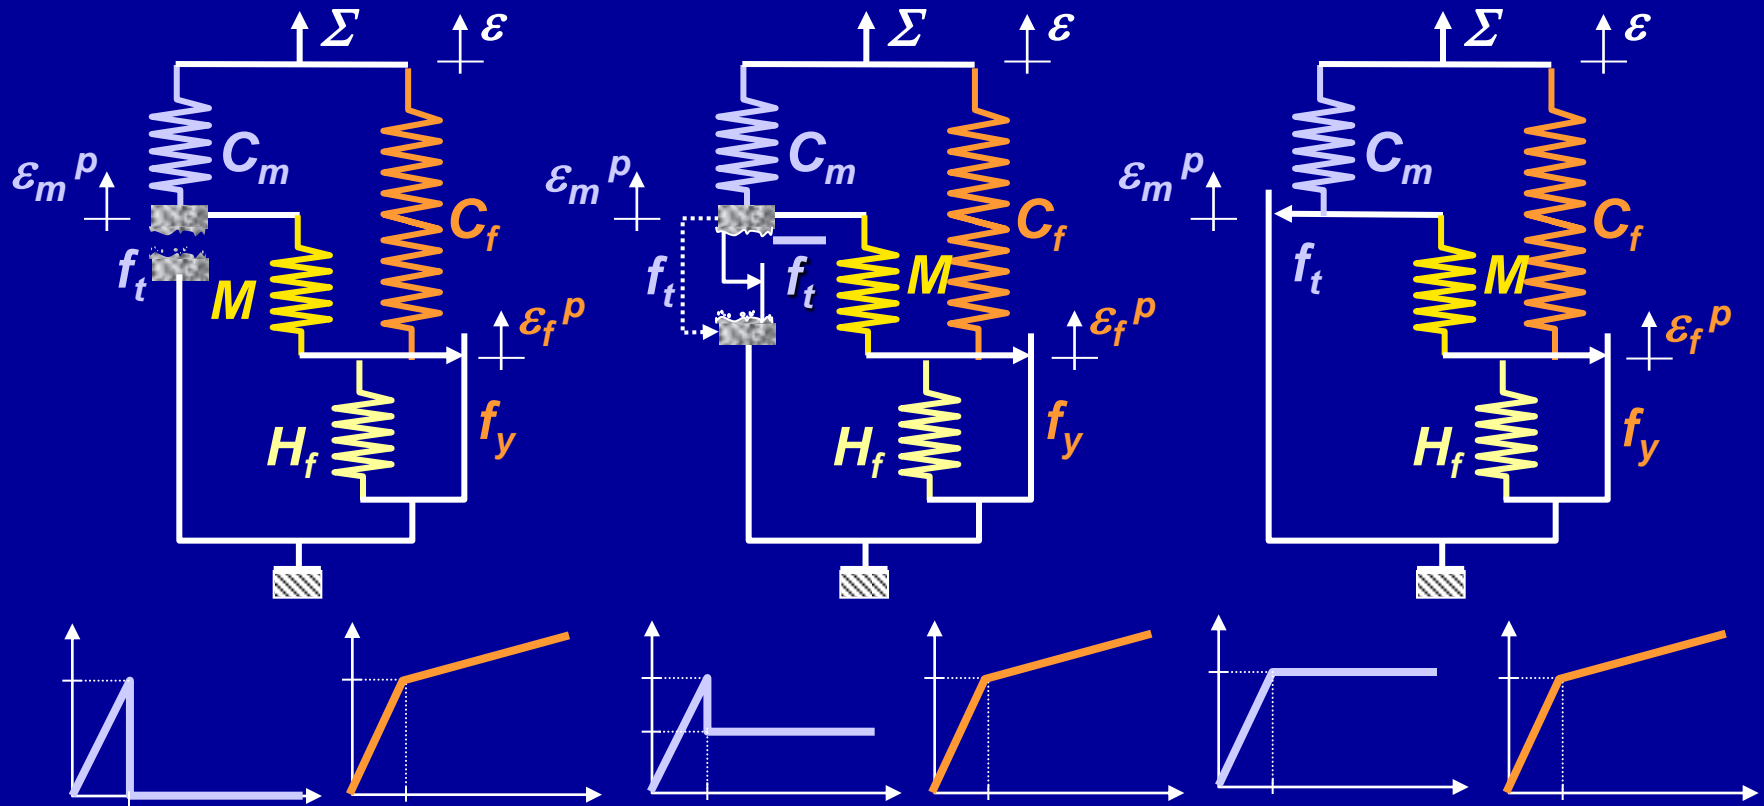 Σ ε
C_m
ε_m^p
C_f
f_t
M
ε_f^p
f_y
H_f
Σ ε
C_m
ε_m^p
C_f
f_t f_t
M
ε_f^p
f_y
H_f
Σ ε
C_m
ε_m^p
C_f
f_t
M
ε_f^p
f_y
H_f